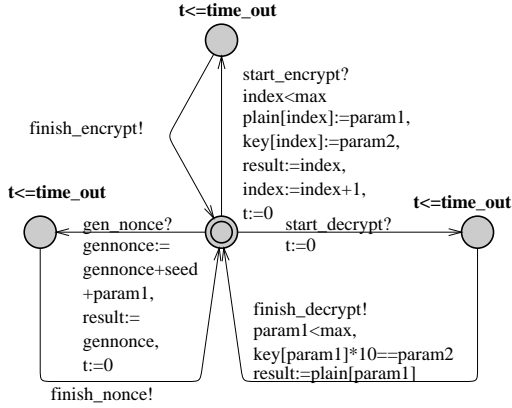 t<=time_out
start_encrypt?
index<max
plain[index]:=param1,
key[index]:=param2,
result:=index,
index:=index+1,
t:=0
finish_encrypt!
t<=time_out
gen_nonce?
gennonce:=
gennonce+seed
+param1,
result:=
gennonce,
t:=0
finish_nonce!
t<=time_out
start_decrypt?
t:=0
finish_decrypt!
param1<max,
key[param1]*10==param2
result:=plain[param1]